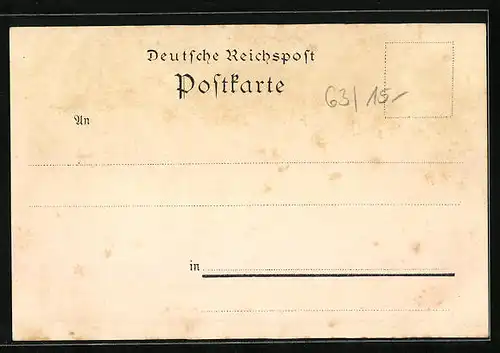 Deutsche Reichspost
Postkarte
63/15-
An
in